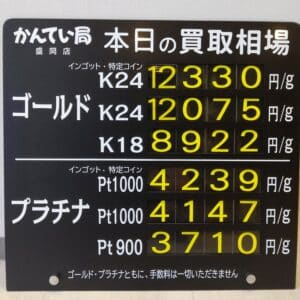 かんてい局
盛岡店
本日の買取相場
インゴット・特定コイン
K24 12330 円/g
ゴールド K24 12075 円/g
K18 8922 円/g
インゴット・特定コイン
Pt1000 4239 円/g
プラチナ Pt1000 4147 円/g
Pt900 3710 円/g
ゴールド・プラチナともに、手数料は一切いただきません